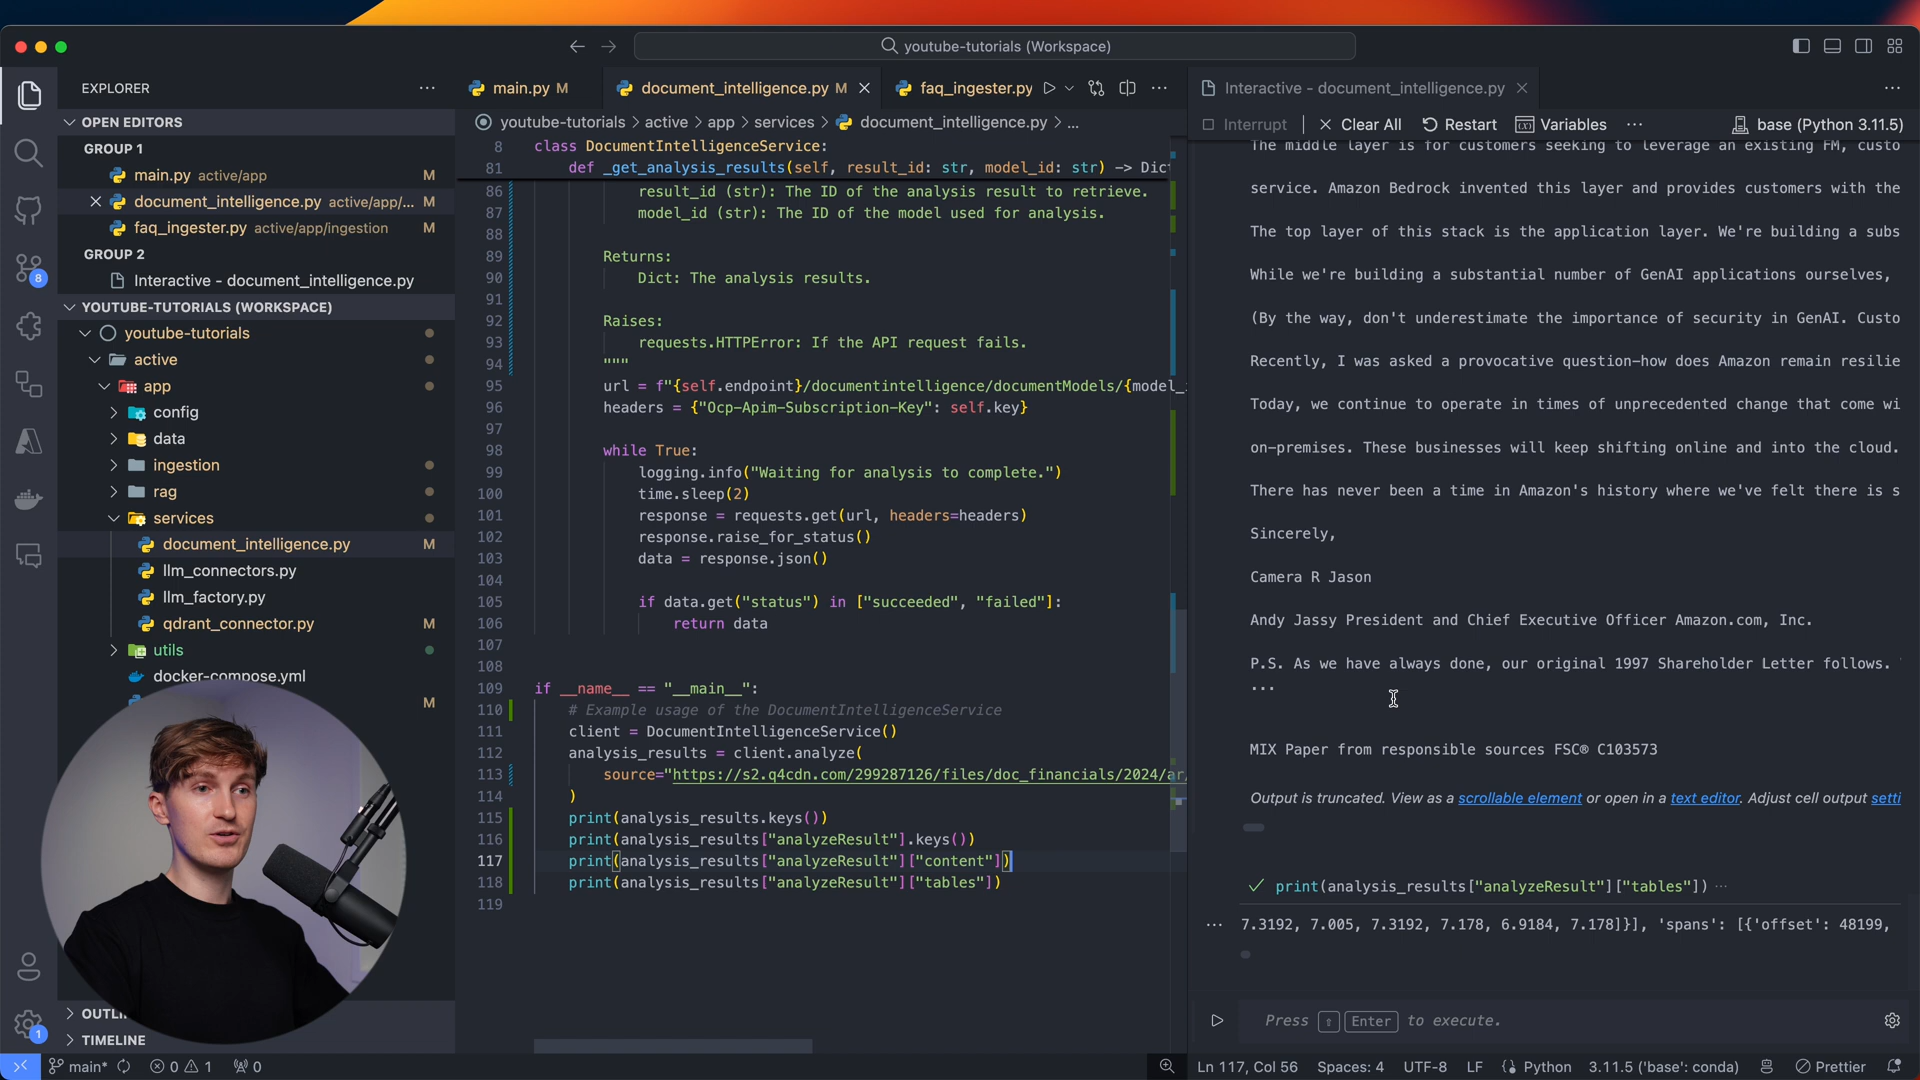 youtube-tutorials (Workspace)
EXPLORER
OPEN EDITORS
GROUP 1
main.py active/app M
document_intelligence.py active/app/... M
faq_ingester.py active/app/ingestion M
GROUP 2
Interactive - document_intelligence.py
YOUTUBE-TUTORIALS (WORKSPACE)
youtube-tutorials
active
app
config
data
ingestion
rag
services
document_intelligence.py M
llm_connectors.py
llm_factory.py
qdrant_connector.py M
utils
docker-compose.yml
M
OUTLI
TIMELINE
8
1
main.py M
document_intelligence.py M
faq_ingester.py
youtube-tutorials > active > app > services > document_intelligence.py > ...
8 class DocumentIntelligenceService:
81 def _get_analysis_results(self, result_id: str, model_id: str) -> Dict
86 result_id (str): The ID of the analysis result to retrieve.
87 model_id (str): The ID of the model used for analysis.
88
89 Returns:
90 Dict: The analysis results.
91
92 Raises:
93 requests.HTTPError: If the API request fails.
94 """
95 url = f"{self.endpoint}/documentintelligence/documentModels/{model_
96 headers = {"Ocp-Apim-Subscription-Key": self.key}
97
98 while True:
99 logging.info("Waiting for analysis to complete.")
100 time.sleep(2)
101 response = requests.get(url, headers=headers)
102 response.raise_for_status()
103 data = response.json()
104
105 if data.get("status") in ["succeeded", "failed"]:
106 return data
107
108
109 if __name__ == "__main__":
110 # Example usage of the DocumentIntelligenceService
111 client = DocumentIntelligenceService()
112 analysis_results = client.analyze(
113 source="https://s2.q4cdn.com/299287126/files/doc_financials/2024/ar
114 )
115 print(analysis_results.keys())
116 print(analysis_results["analyzeResult"].keys())
117 print(analysis_results["analyzeResult"]["content"])
118 print(analysis_results["analyzeResult"]["tables"])
119
Interactive - document_intelligence.py
Interrupt | Clear All Restart Variables ... base (Python 3.11.5)
The middle layer is for customers seeking to leverage an existing FM, custo
service. Amazon Bedrock invented this layer and provides customers with the
The top layer of this stack is the application layer. We're building a subs
While we're building a substantial number of GenAI applications ourselves,
(By the way, don't underestimate the importance of security in GenAI. Custo
Recently, I was asked a provocative question—how does Amazon remain resilie
Today, we continue to operate in times of unprecedented change that come wi
on-premises. These businesses will keep shifting online and into the cloud.
There has never been a time in Amazon's history where we've felt there is s
Sincerely,
Camera R Jason
Andy Jassy President and Chief Executive Officer Amazon.com, Inc.
P.S. As we have always done, our original 1997 Shareholder Letter follows.
...
MIX Paper from responsible sources FSC® C103573
Output is truncated. View as a scrollable element or open in a text editor. Adjust cell output setti
print(analysis_results["analyzeResult"]["tables"]) ...
... 7.3192, 7.005, 7.3192, 7.178, 6.9184, 7.178]}], 'spans': [{'offset': 48199,
Press ⇧ Enter to execute.
main* 0 1 0
Ln 117, Col 56 Spaces: 4 UTF-8 LF Python 3.11.5 ('base': conda) Prettier